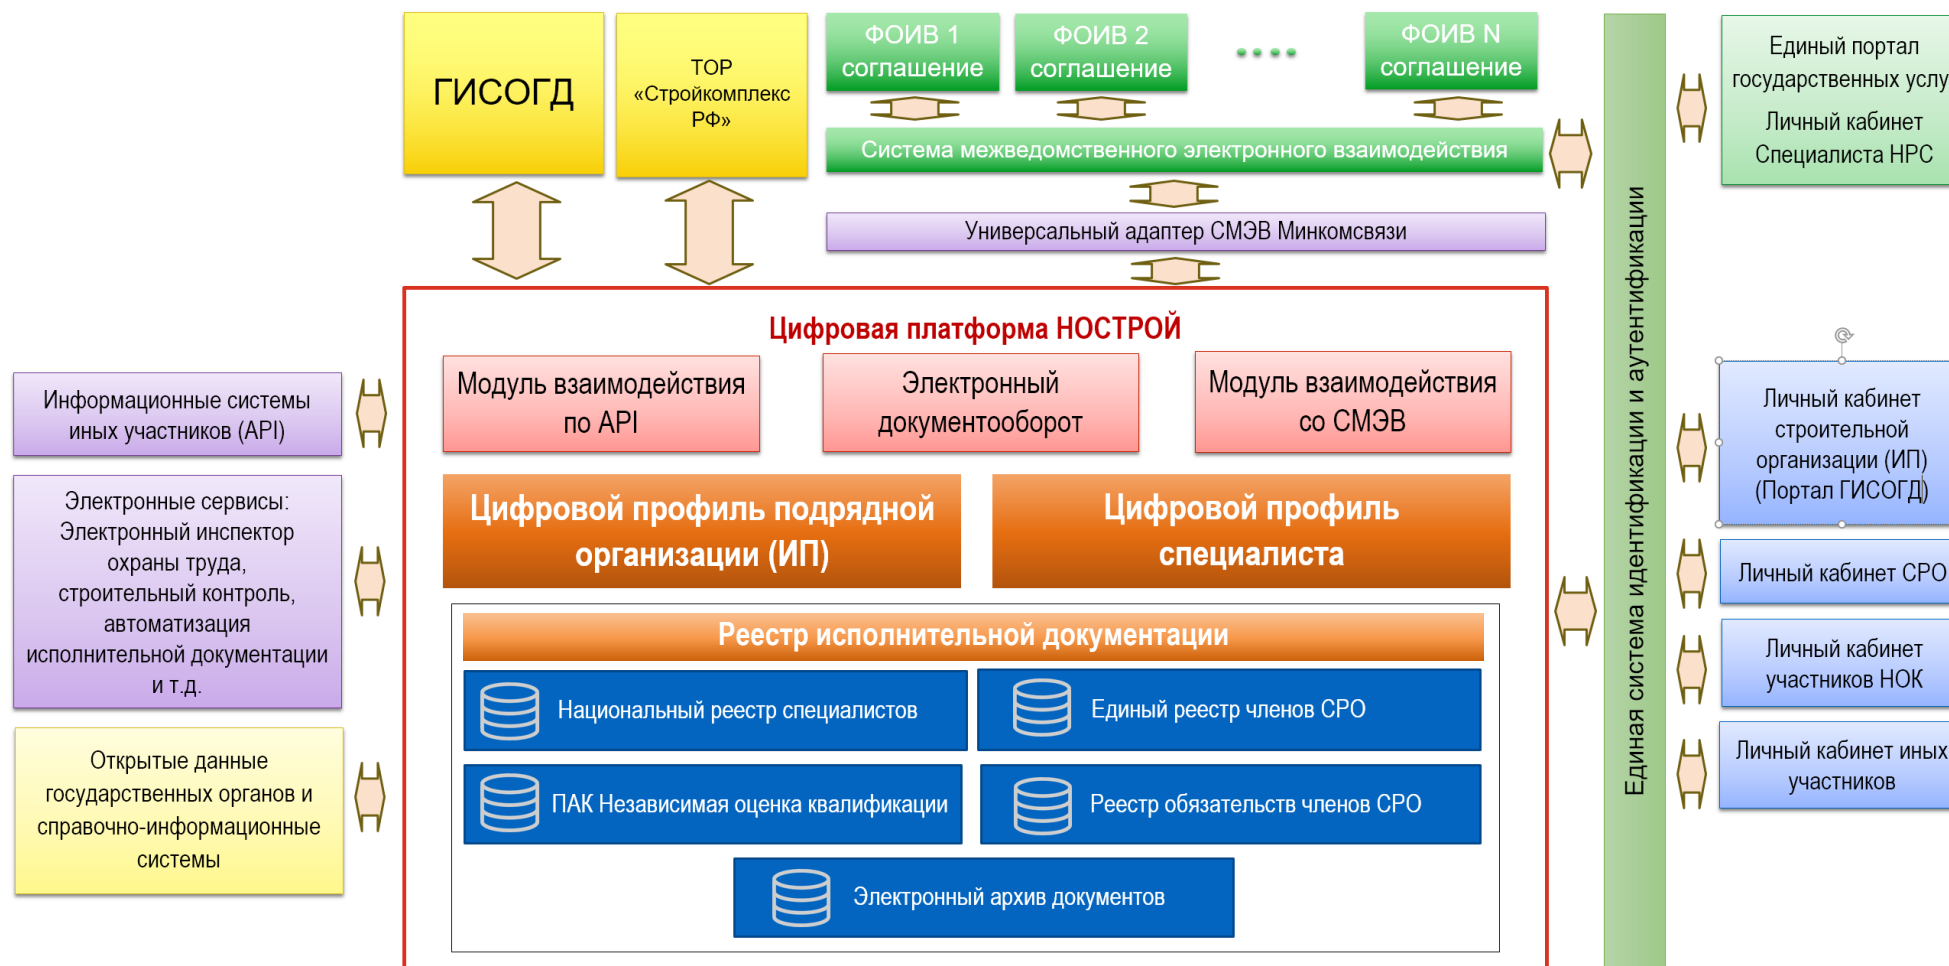 ГИСОГД
ТОР
«Стройкомплекс
РФ»
ФОИВ 1
соглашение
ФОИВ 2
соглашение
ФОИВ N
соглашение
Система межведомственного электронного взаимодействия
Универсальный адаптер СМЭВ Минкомсвязи
Единая система идентификации и аутентификации
Единый портал
государственных услу
Личный кабинет
Специалиста НРС
Цифровая платформа НОСТРОЙ
Модуль взаимодействия
по API
Электронный
документооборот
Модуль взаимодействия
со СМЭВ
Информационные системы
иных участников (API)
Электронные сервисы:
Электронный инспектор
охраны труда,
строительный контроль,
автоматизация
исполнительной документации
и т.д.
Открытые данные
государственных органов и
справочно-информационные
системы
Цифровой профиль подрядной
организации (ИП)
Цифровой профиль
специалиста
Реестр исполнительной документации
Национальный реестр специалистов
Единый реестр членов СРО
ПАК Независимая оценка квалификации
Реестр обязательств членов СРО
Электронный архив документов
Личный кабинет
строительной
организации (ИП)
(Портал ГИСОГД)
Личный кабинет СРО
Личный кабинет
участников НОК
Личный кабинет иных
участников